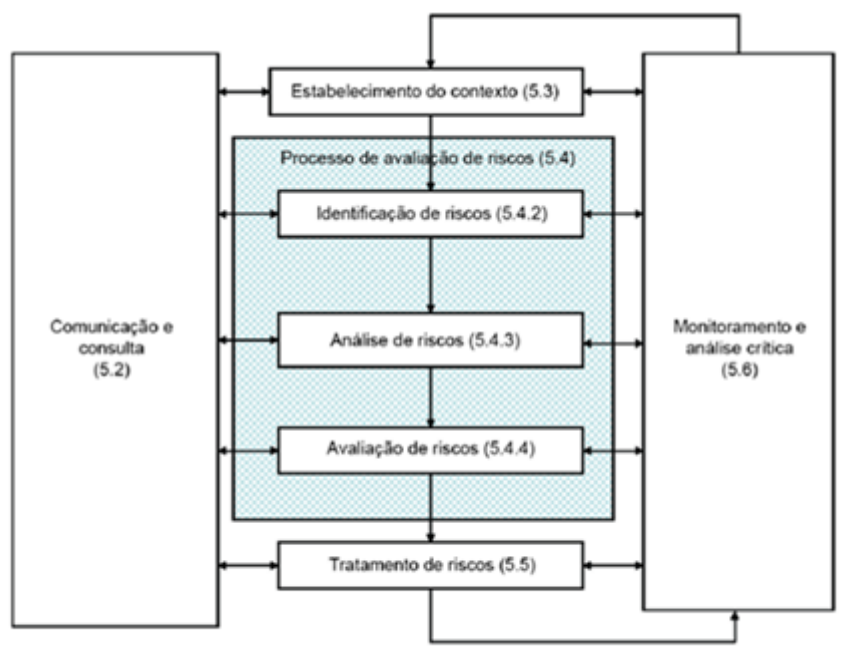 Estabelecimento do contexto (5.3)
Processo de avaliação de riscos (5.4)
Identificação de riscos (5.4.2)
Comunicação e
consulta
(5.2)
Análise de riscos (5.4.3)
Monitoramento e
análise crítica
(5.6)
Avaliação de riscos (5.4.4)
Tratamento de riscos (5.5)